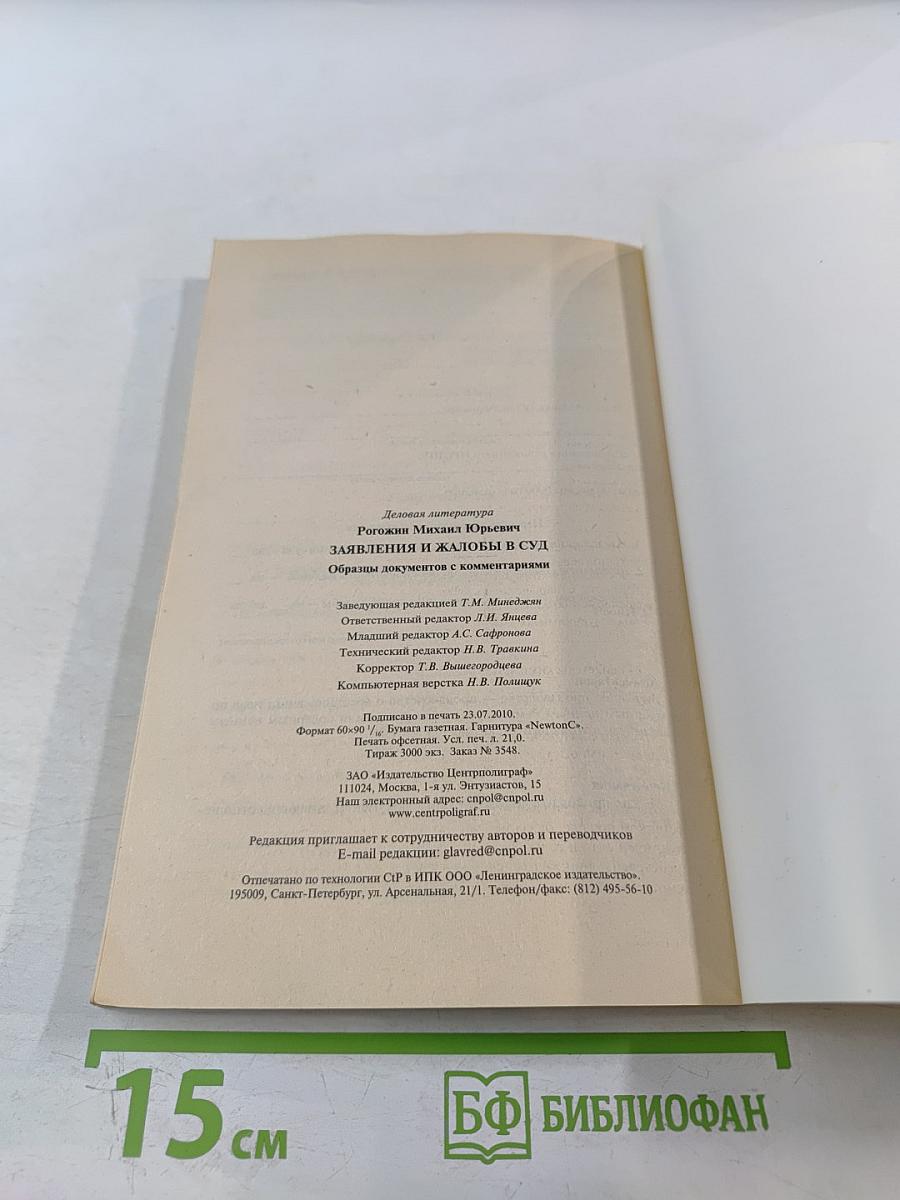 Деловая литература
Рогожин Михаил Юрьевич
ЗАЯВЛЕНИЯ И ЖАЛОБЫ В СУД
Образцы документов с комментариями
Заведующая редакцией Т.М. Минеджян
Ответственный редактор Л.И. Янцева
Младший редактор А.С. Сафронова
Технический редактор Н.В. Травкина
Корректор Т.В. Вышегородцева
Компьютерная верстка Н.В. Полищук
Подписано в печать 23.07.2010.
Формат 60×90 1/16. Бумага газетная. Гарнитура «NewtonC».
Печать офсетная. Усл. печ. л. 21,0.
Тираж 3000 экз. Заказ № 3548.
ЗАО «Издательство Центрполиграф»
111024, Москва, 1-я ул. Энтузиастов, 15
Наш электронный адрес: cnpol@cnpol.ru
www.centrpoligraf.ru
Редакция приглашает к сотрудничеству авторов и переводчиков
E-mail редакции: glavred@cnpol.ru
Отпечатано по технологии CtP в ИПК ООО «Ленинградское издательство».
195009, Санкт-Петербург, ул. Арсенальная, 21/1. Телефон/факс: (812) 495-56-10
15 см
БФ БИБЛИОФАН